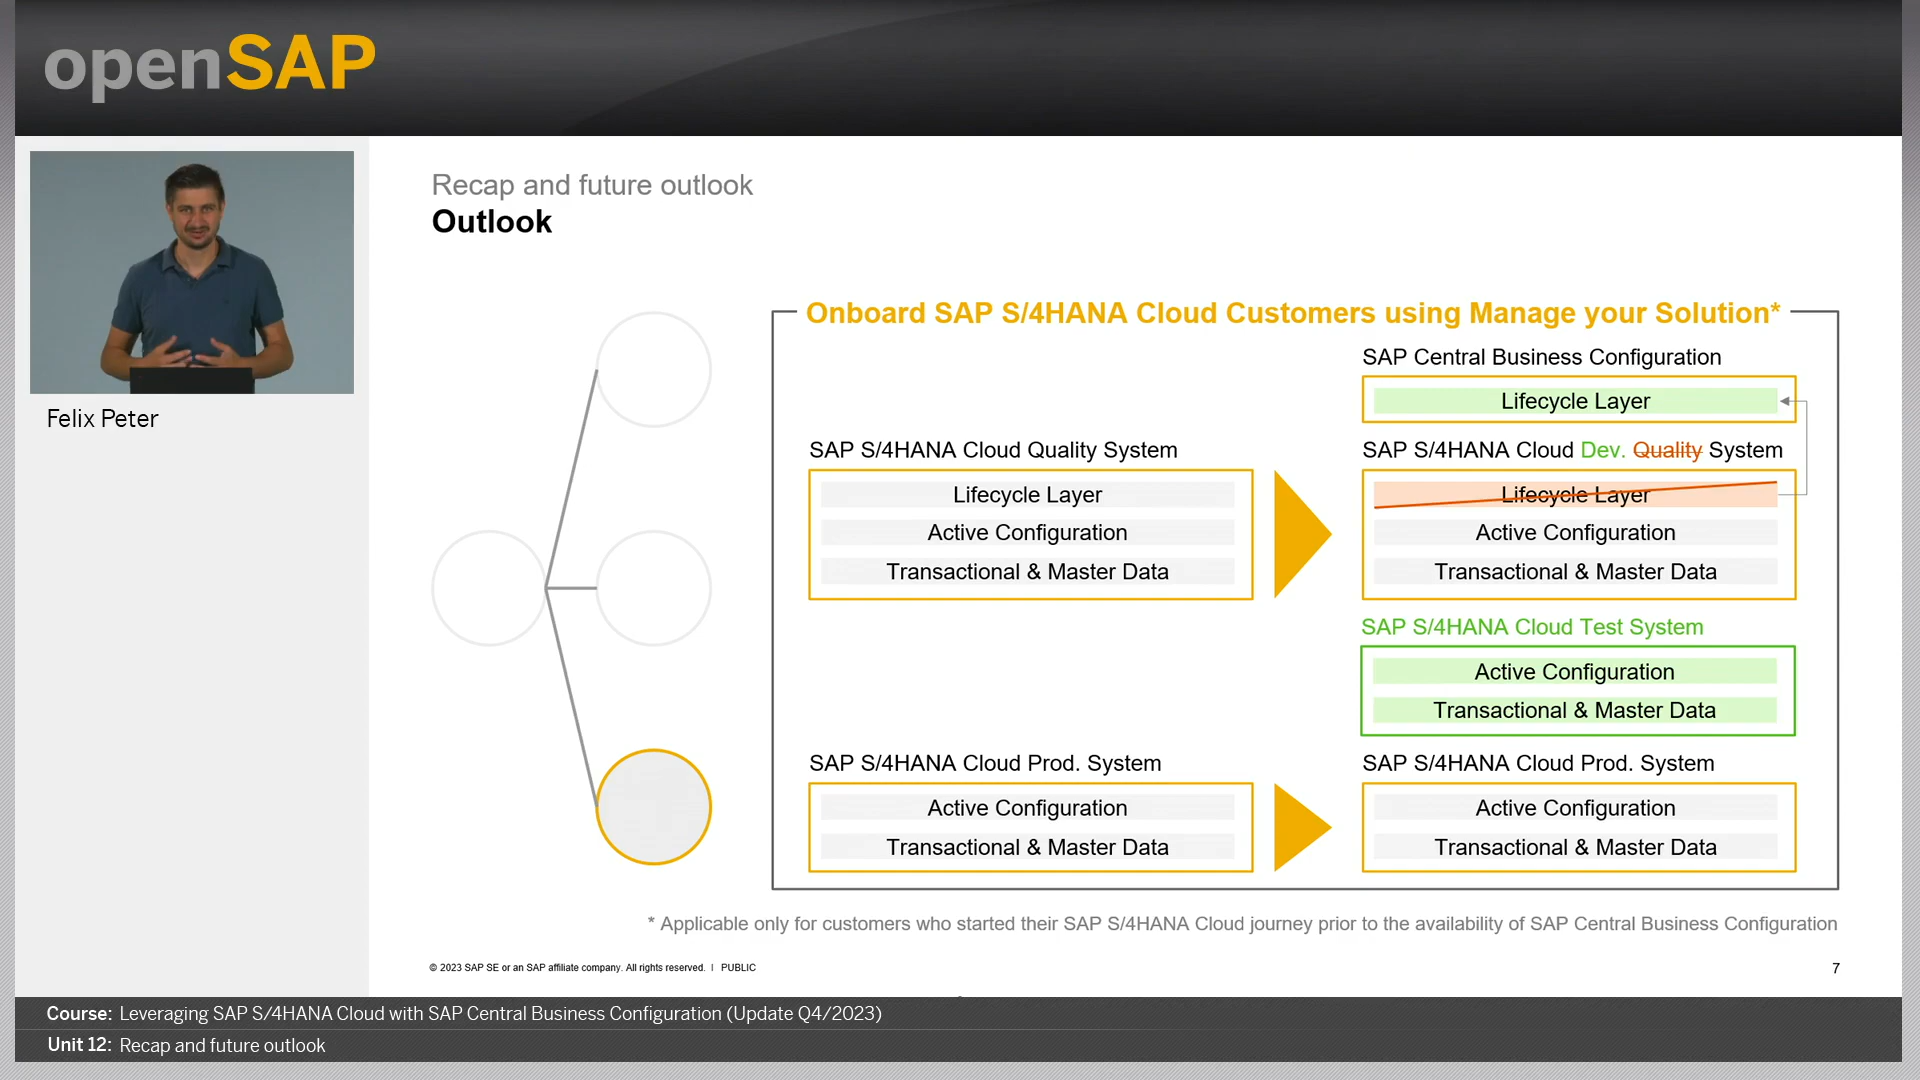 openSAP
Felix Peter
Recap and future outlook
Outlook
Onboard SAP S/4HANA Cloud Customers using Manage your Solution*
SAP Central Business Configuration
Lifecycle Layer
SAP S/4HANA Cloud Quality System
Lifecycle Layer
Active Configuration
Transactional & Master Data
SAP S/4HANA Cloud Dev. Quality System
Lifecycle Layer
Active Configuration
Transactional & Master Data
SAP S/4HANA Cloud Test System
Active Configuration
Transactional & Master Data
SAP S/4HANA Cloud Prod. System
Active Configuration
Transactional & Master Data
SAP S/4HANA Cloud Prod. System
Active Configuration
Transactional & Master Data
* Applicable only for customers who started their SAP S/4HANA Cloud journey prior to the availability of SAP Central Business Configuration
© 2023 SAP SE or an SAP affiliate company. All rights reserved. | PUBLIC
7
Course: Leveraging SAP S/4HANA Cloud with SAP Central Business Configuration (Update Q4/2023)
Unit 12: Recap and future outlook